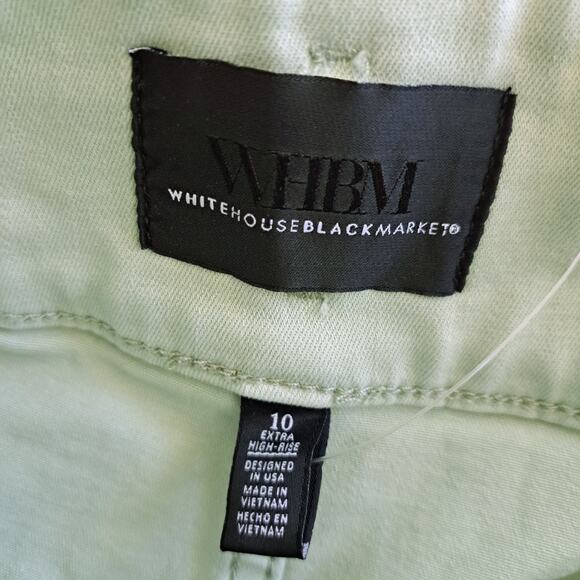 WHBM
WHITEHOUSEBLACKMARKET®
10
EXTRA
HIGH-RISE
DESIGNED
IN USA
MADE IN
VIETNAM
HECHO EN
VIETNAM